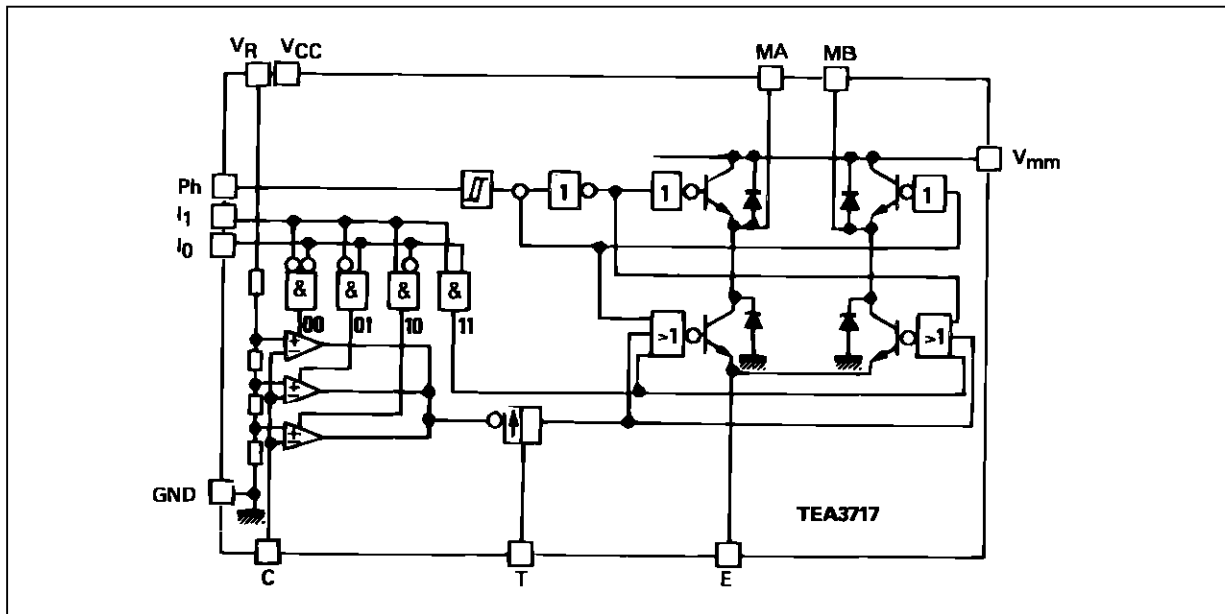 VR VCC MA MB
Vmm
Ph
I1
I0
1 1 1
& & & &
00 01 10 11
>1 >1
+
−
+
−
+
−
GND
TEA3717
C T E